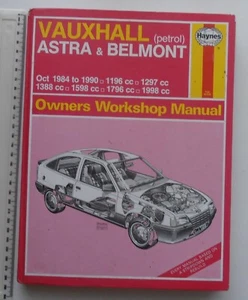 VAUXHALL (petrol)
Haynes
ASTRA & BELMONT
Oct 1984 to 1990 □ 1196 cc □ 1297 cc
1388 cc □ 1598 cc □ 1796 cc □ 1998 cc
Owners Workshop Manual